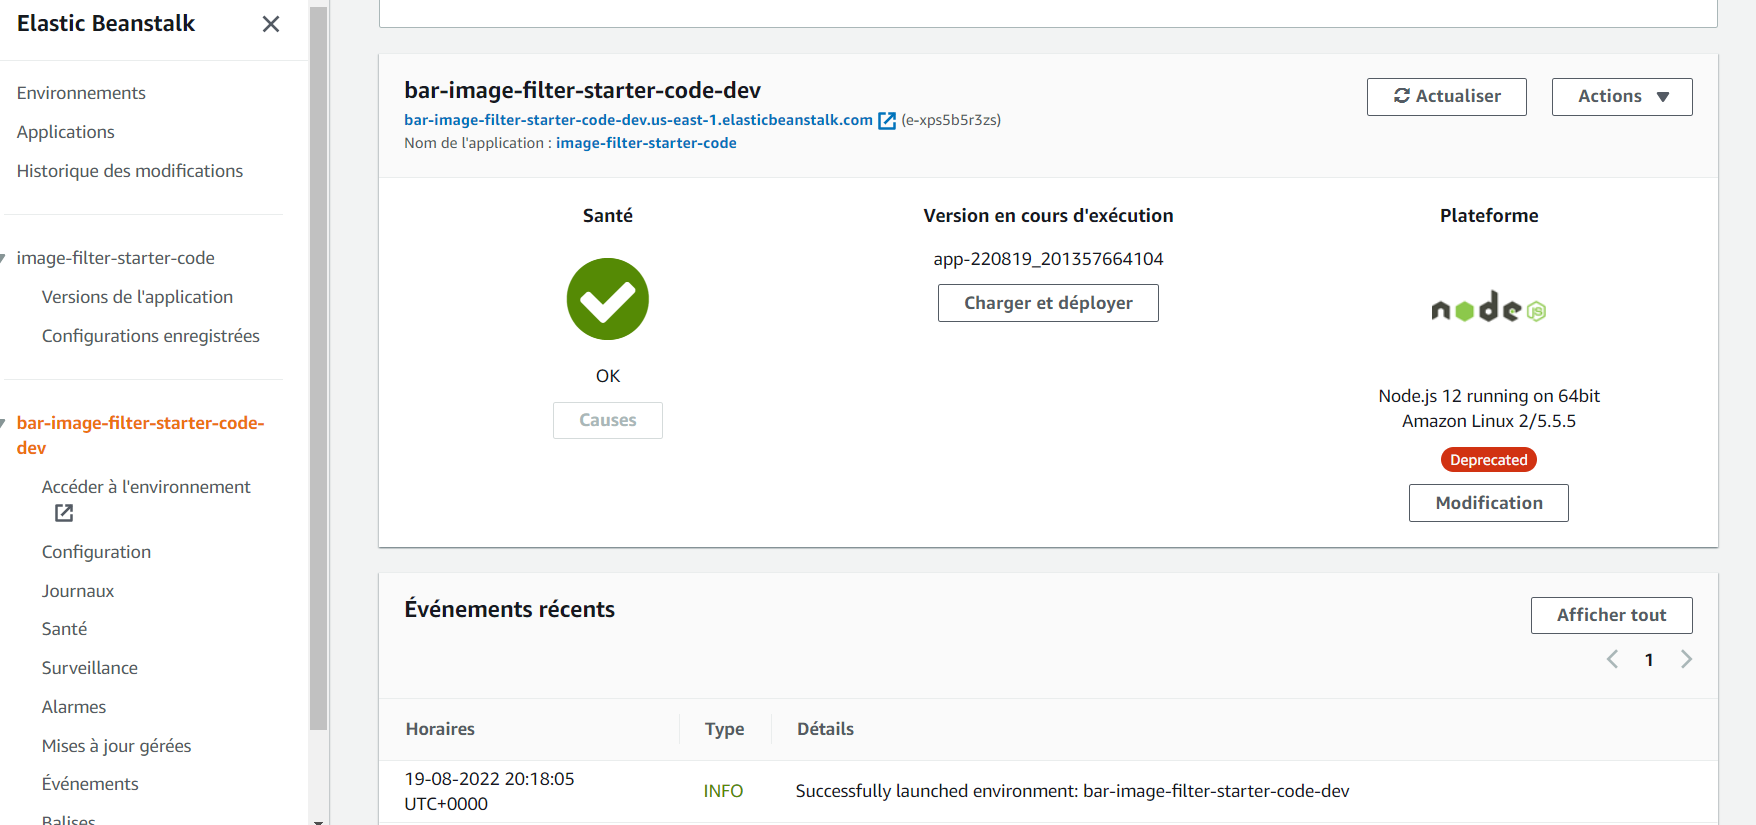 Elastic Beanstalk
Environnements
Applications
Historique des modifications
image-filter-starter-code
Versions de l'application
Configurations enregistrées
bar-image-filter-starter-code-
dev
Accéder à l'environnement
Configuration
Journaux
Santé
Surveillance
Alarmes
Mises à jour gérées
Événements
Balises
bar-image-filter-starter-code-dev
bar-image-filter-starter-code-dev.us-east-1.elasticbeanstalk.com (e-xps5b5r3zs)
Nom de l'application : image-filter-starter-code
Actualiser
Actions
Santé
OK
Causes
Version en cours d'exécution
app-220819_201357664104
Charger et déployer
Plateforme
node JS
Node.js 12 running on 64bit
Amazon Linux 2/5.5.5
Deprecated
Modification
Événements récents
Afficher tout
1
Horaires Type Détails
19-08-2022 20:18:05
UTC+0000
INFO
Successfully launched environment: bar-image-filter-starter-code-dev